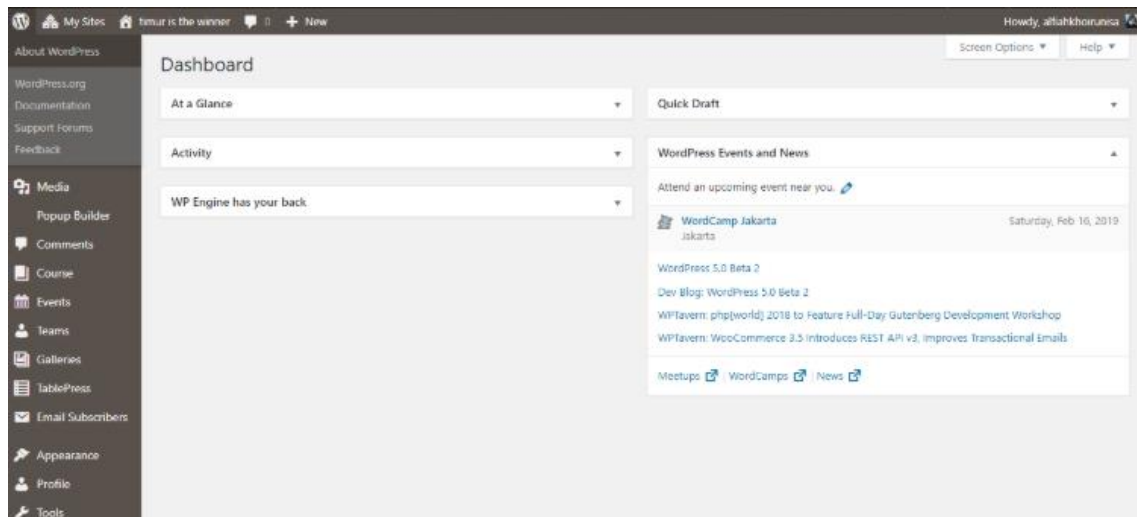 My Sites timur is the winner 0 + New Howdy, alfiahkhoirunisa
About WordPress
WordPress.org
Documentation
Support Forums
Feedback
Media
Popup Builder
Comments
Course
Events
Teams
Galleries
TablePress
Email Subscribers
Appearance
Profile
Tools
Screen Options Help
Dashboard
At a Glance
Activity
WP Engine has your back
Quick Draft
WordPress Events and News
Attend an upcoming event near you.
WordCamp Jakarta Saturday, Feb 16, 2019
Jakarta
WordPress 5.0 Beta 2
Dev Blog: WordPress 5.0 Beta 2
WPTavern: php[world] 2018 to Feature Full-Day Gutenberg Development Workshop
WPTavern: WooCommerce 3.5 Introduces REST API v3, Improves Transactional Emails
Meetups | WordCamps | News